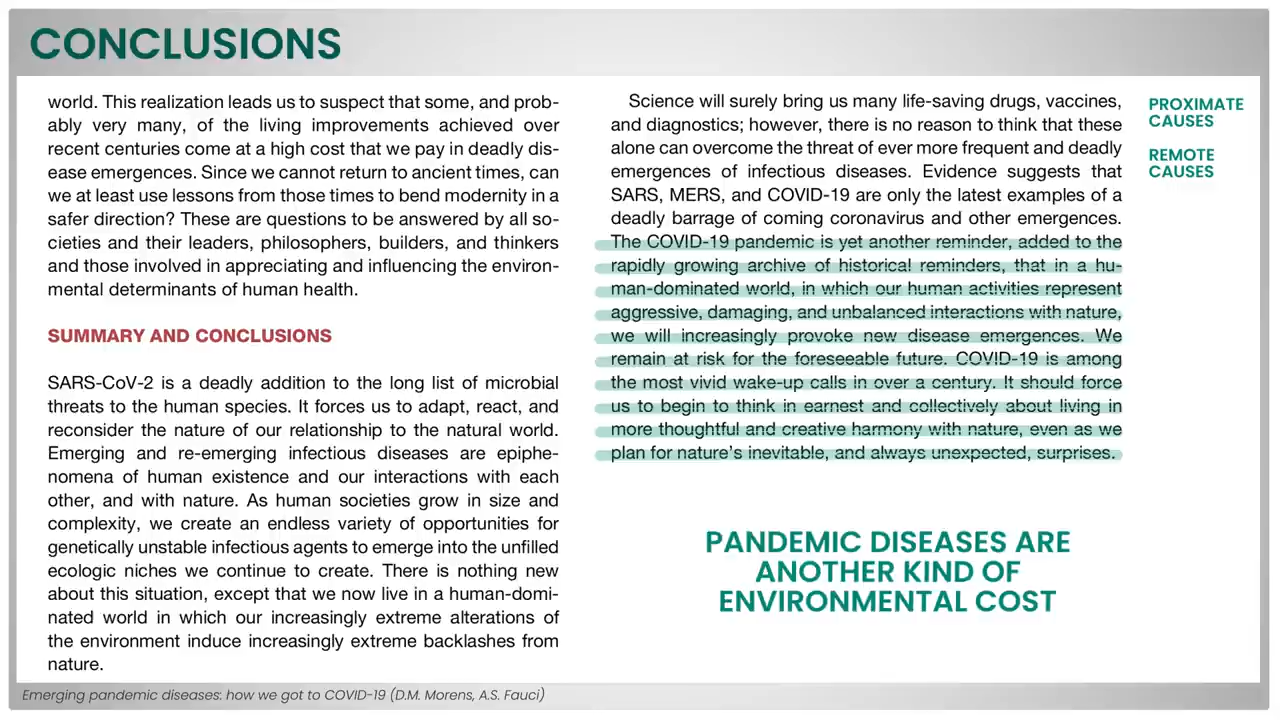 CONCLUSIONS
world. This realization leads us to suspect that some, and prob-
ably very many, of the living improvements achieved over
recent centuries come at a high cost that we pay in deadly dis-
ease emergences. Since we cannot return to ancient times, can
we at least use lessons from those times to bend modernity in a
safer direction? These are questions to be answered by all so-
cieties and their leaders, philosophers, builders, and thinkers
and those involved in appreciating and influencing the environ-
mental determinants of human health.
SUMMARY AND CONCLUSIONS
SARS-CoV-2 is a deadly addition to the long list of microbial
threats to the human species. It forces us to adapt, react, and
reconsider the nature of our relationship to the natural world.
Emerging and re-emerging infectious diseases are epiphe-
nomena of human existence and our interactions with each
other, and with nature. As human societies grow in size and
complexity, we create an endless variety of opportunities for
genetically unstable infectious agents to emerge into the unfilled
ecologic niches we continue to create. There is nothing new
about this situation, except that we now live in a human-domi-
nated world in which our increasingly extreme alterations of
the environment induce increasingly extreme backlashes from
nature.
Science will surely bring us many life-saving drugs, vaccines,
and diagnostics; however, there is no reason to think that these
alone can overcome the threat of ever more frequent and deadly
emergences of infectious diseases. Evidence suggests that
SARS, MERS, and COVID-19 are only the latest examples of a
deadly barrage of coming coronavirus and other emergences.
The COVID-19 pandemic is yet another reminder, added to the
rapidly growing archive of historical reminders, that in a hu-
man-dominated world, in which our human activities represent
aggressive, damaging, and unbalanced interactions with nature,
we will increasingly provoke new disease emergences. We
remain at risk for the foreseeable future. COVID-19 is among
the most vivid wake-up calls in over a century. It should force
us to begin to think in earnest and collectively about living in
more thoughtful and creative harmony with nature, even as we
plan for nature's inevitable, and always unexpected, surprises.
PANDEMIC DISEASES ARE
ANOTHER KIND OF
ENVIRONMENTAL COST
PROXIMATE
CAUSES
REMOTE
CAUSES
Emerging pandemic diseases: how we got to COVID-19 (D.M. Morens, A.S. Fauci)